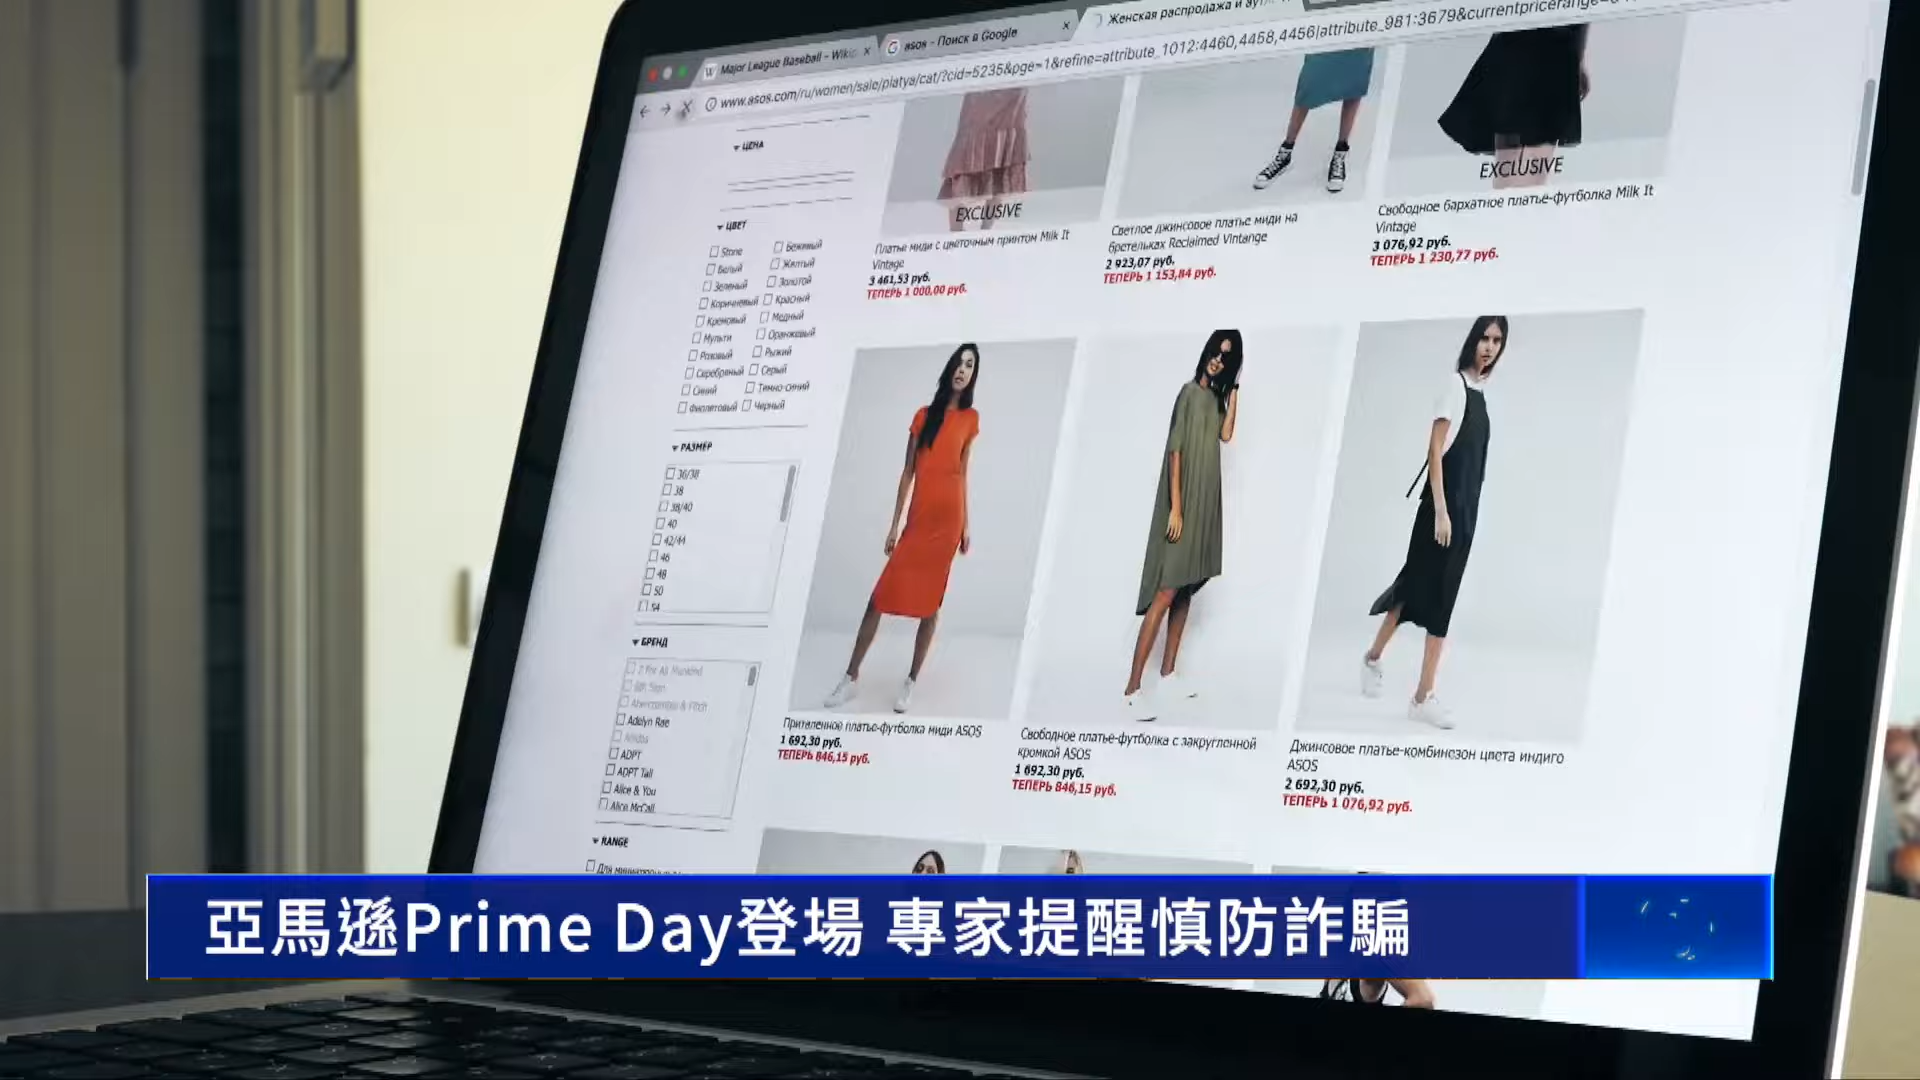 Major League Baseball - Wiki
asos - Поиск в Google
Женская распродажа и аут
www.asos.com/ru/women/sale/platya/cat/?cid=5235&pge=1&refine=attribute_1012:4460,4458,4456|attribute_981:3679&currentpricerange=
ЦЕНА
ЦВЕТ
Stone
Бежевый
Белый
Желтый
Зеленый
Золотой
Коричневый
Красный
Кремовый
Медный
Мульти
Оранжевый
Розовый
Рыжий
Серебряный
Серый
Синий
Темно-синий
Фиолетовый
Черный
РАЗМЕР
36/38
38
38/40
40
42/44
46
48
50
54
БРЕНД
7 For All Mankind
Abercrombie & Fitch
Adelyn Rae
Adidas
ADPT
ADPT Tall
Alice & You
Alice McCall
RANGE
EXCLUSIVE
Платье миди с цветочным принтом Milk It
Vintage
3 461,53 руб.
ТЕПЕРЬ 1 000,00 руб.
Светлое джинсовое платье миди на
бретельках Reclaimed Vintage
2 923,07 руб.
ТЕПЕРЬ 1 153,84 руб.
EXCLUSIVE
Свободное бархатное платье-футболка Milk It
Vintage
3 076,92 руб.
ТЕПЕРЬ 1 230,77 руб.
Приталенное платье-футболка миди ASOS
1 692,30 руб.
ТЕПЕРЬ 846,15 руб.
Свободное платье-футболка с закругленной
кромкой ASOS
1 692,30 руб.
ТЕПЕРЬ 846,15 руб.
Джинсовое платье-комбинезон цвета индиго
ASOS
2 692,30 руб.
ТЕПЕРЬ 1 076,92 руб.
亞馬遜Prime Day登場 專家提醒慎防詐騙